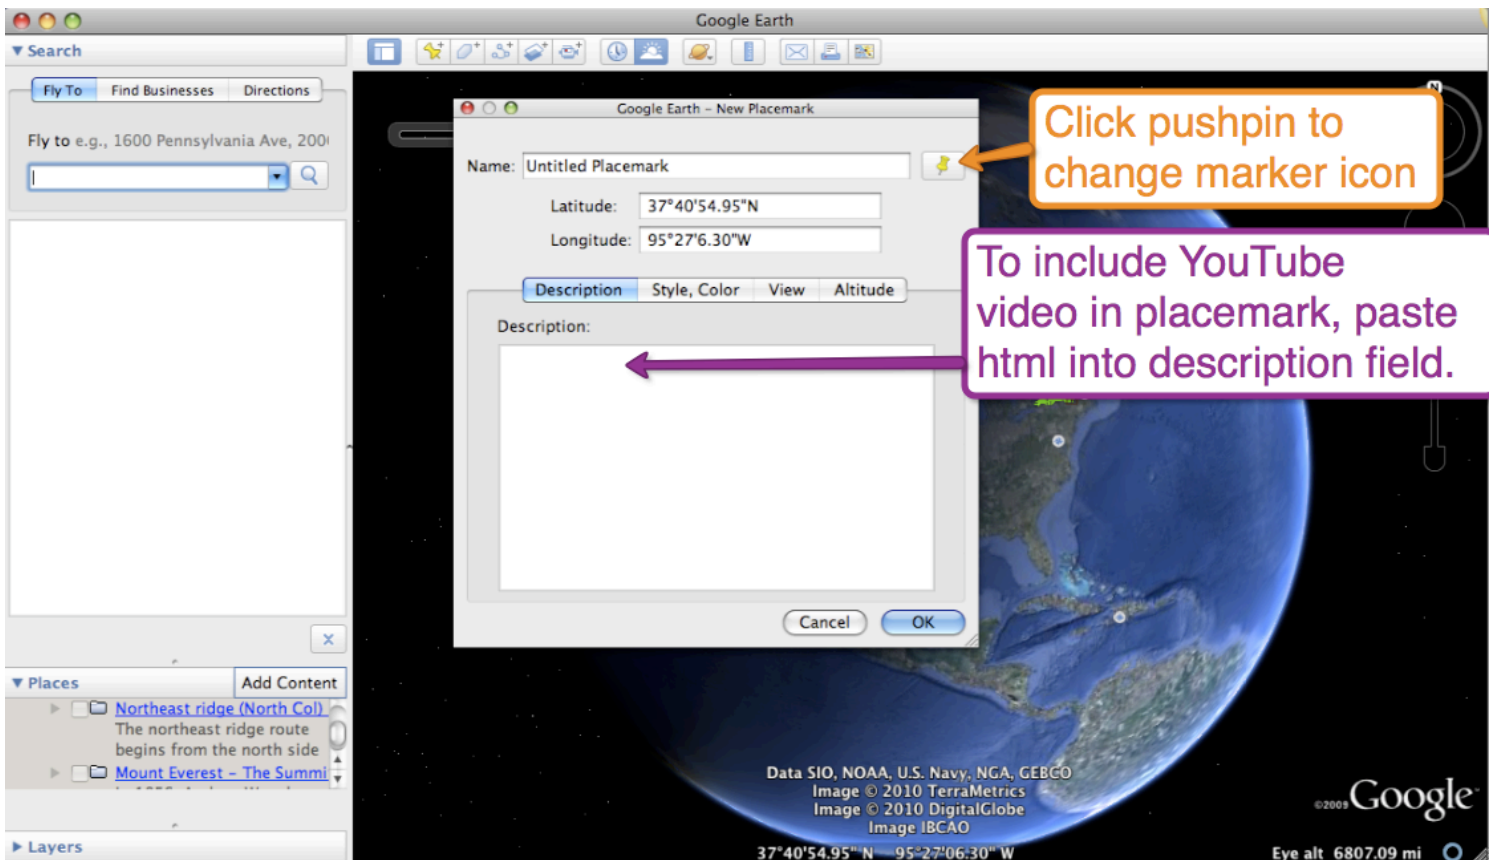 Google Earth
Search
Fly To Find Businesses Directions
Fly to e.g., 1600 Pennsylvania Ave, 200
Google Earth – New Placemark
Name: Untitled Placemark
Latitude: 37°40'54.95"N
Longitude: 95°27'6.30"W
Description Style, Color View Altitude
Description:
Cancel OK
Click pushpin to
change marker icon
To include YouTube
video in placemark, paste
html into description field.
N
Places Add Content
Northeast ridge (North Col)
The northeast ridge route
begins from the north side
Mount Everest – The Summi
Layers
Data SIO, NOAA, U.S. Navy, NGA, GEBCO
Image © 2010 TerraMetrics
Image © 2010 DigitalGlobe
Image IBCAO
©2009 Google
37°40'54.95" N 95°27'06.30" W
Eye alt 6807.09 mi